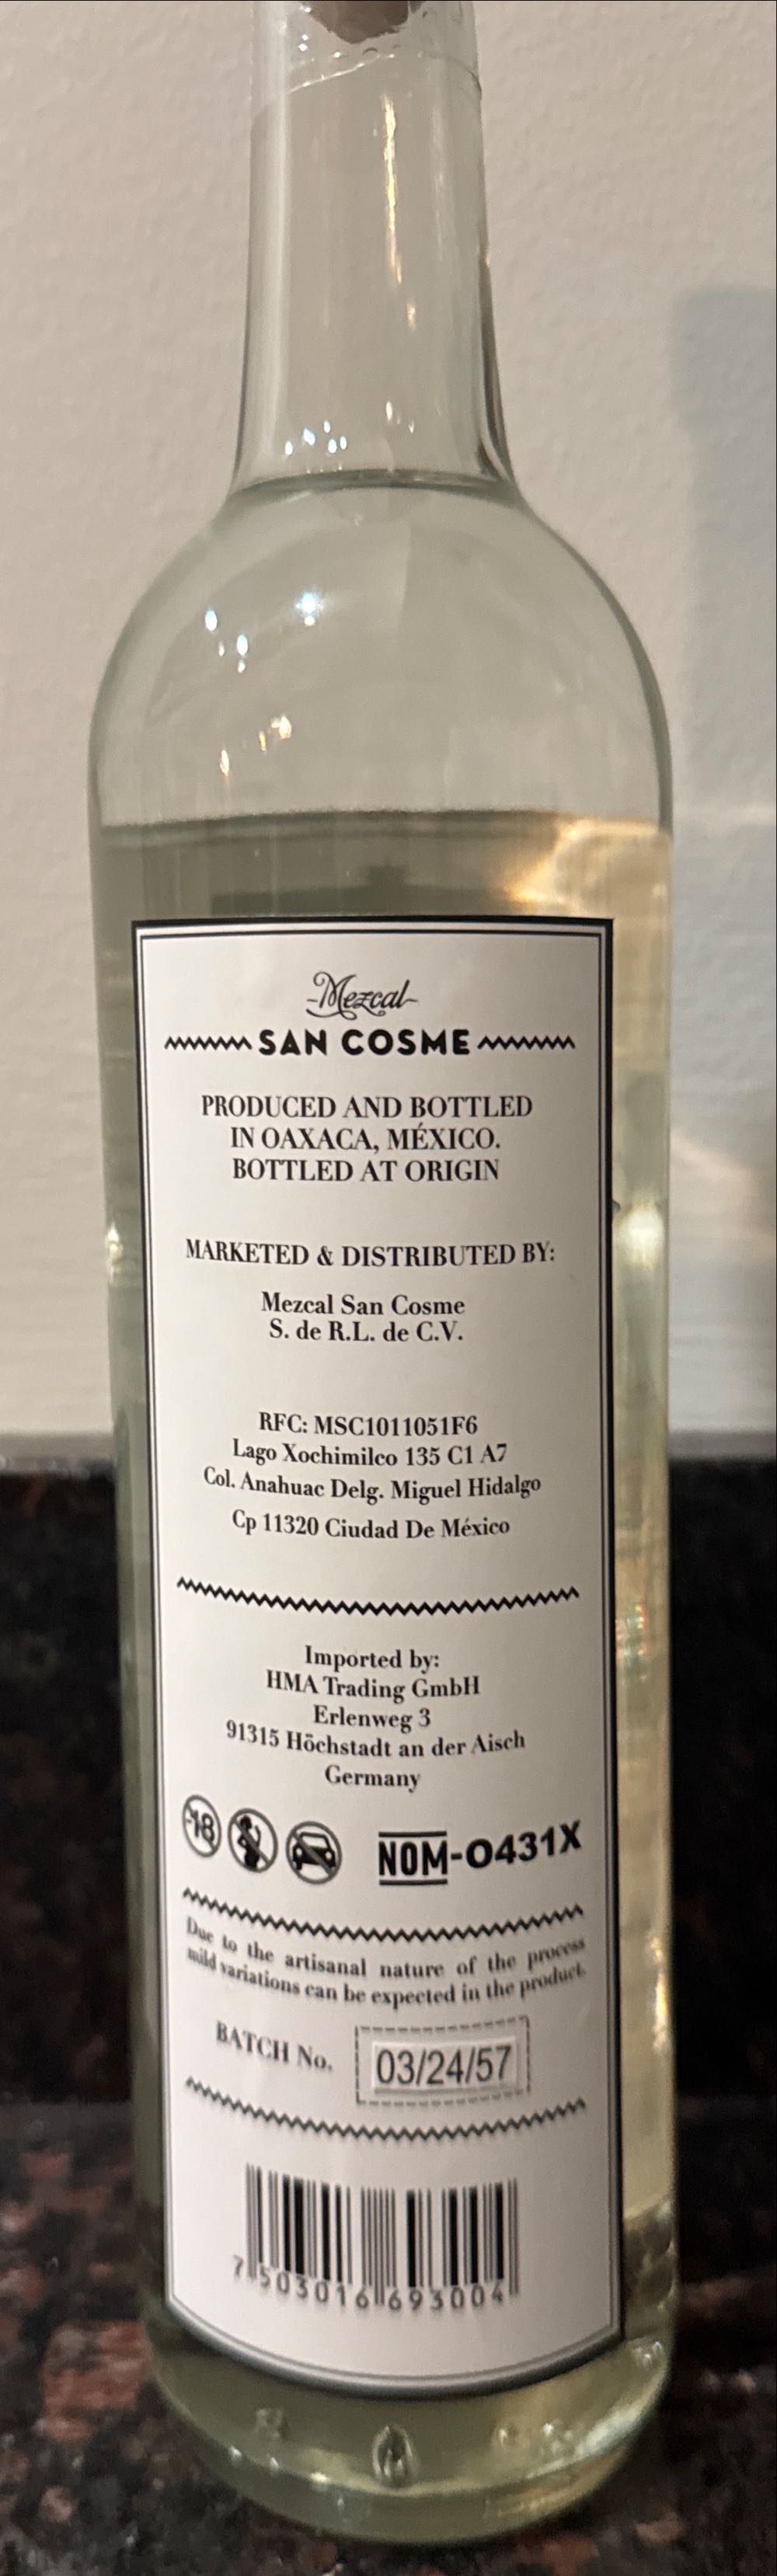 Mezcal
SAN COSME
PRODUCED AND BOTTLED
IN OAXACA, MÉXICO.
BOTTLED AT ORIGIN
MARKETED & DISTRIBUTED BY:
Mezcal San Cosme
S. de R.L. de C.V.
RFC: MSC1011051F6
Lago Xochimilco 135 C1 A7
Col. Anahuac Delg. Miguel Hidalgo
Cp 11320 Ciudad De México
Imported by:
HMA Trading GmbH
Erlenweg 3
91315 Höchstadt an der Aisch
Germany
-18 NOM-O431X
Due to the artisanal nature of the process
mild variations can be expected in the product.
BATCH No. 03/24/57
7 503016 693004